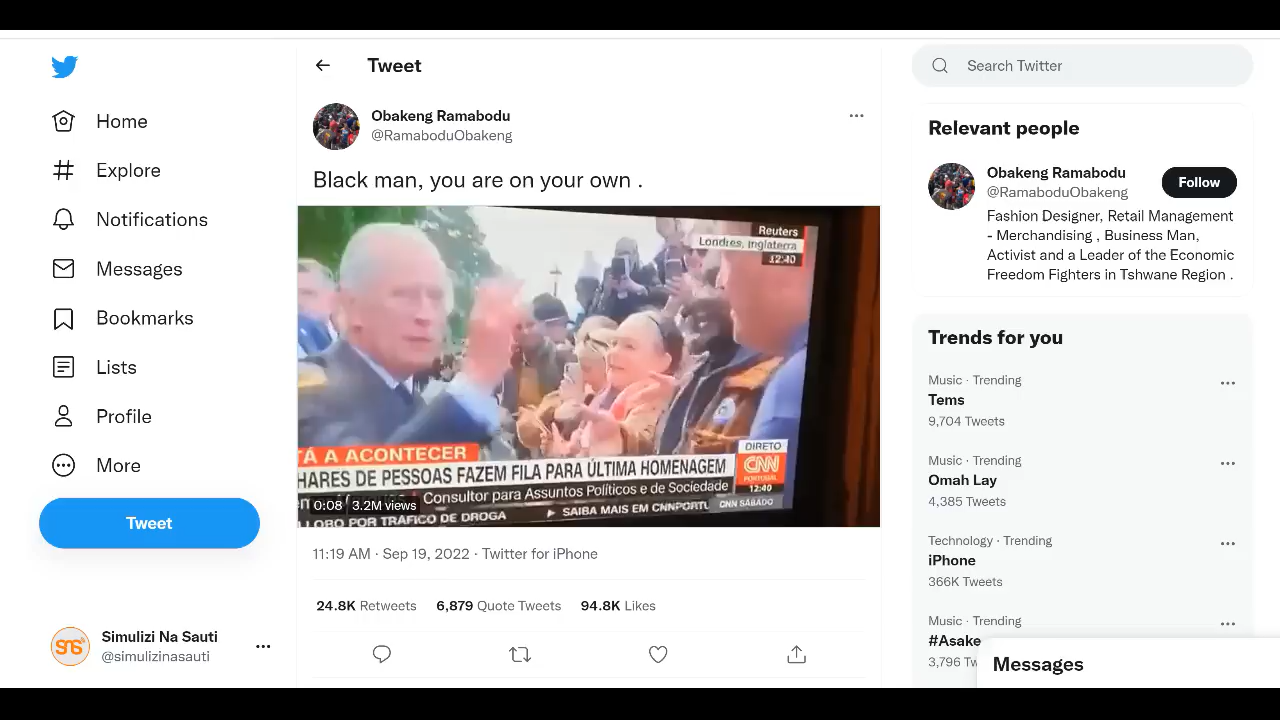 Home
Explore
Notifications
Messages
Bookmarks
Lists
Profile
More
Tweet
Simulizi Na Sauti
@simulizinasauti
SNS
Tweet
Obakeng Ramabodu
@RamaboduObakeng
Black man, you are on your own .
Reuters
Londres, Inglaterra
12:40
TÁ A ACONTECER
HARES DE PESSOAS FAZEM FILA PARA ÚLTIMA HOMENAGEM
Consultor para Assuntos Políticos e de Sociedade
DIRETO
CNN
PORTUGAL
12:40
0:08 3.2M views
LOBO POR TRÁFICO DE DROGA
SAIBA MAIS EM CNNPORTU
CNN SÁBADO
11:19 AM · Sep 19, 2022 · Twitter for iPhone
24.8K Retweets 6,879 Quote Tweets 94.8K Likes
Search Twitter
Relevant people
Obakeng Ramabodu
@RamaboduObakeng
Follow
Fashion Designer, Retail Management
- Merchandising , Business Man,
Activist and a Leader of the Economic
Freedom Fighters in Tshwane Region .
Trends for you
Music · Trending
Tems
9,704 Tweets
Music · Trending
Omah Lay
4,385 Tweets
Technology · Trending
iPhone
366K Tweets
Music · Trending
#Asake
3,796 Tw
Messages